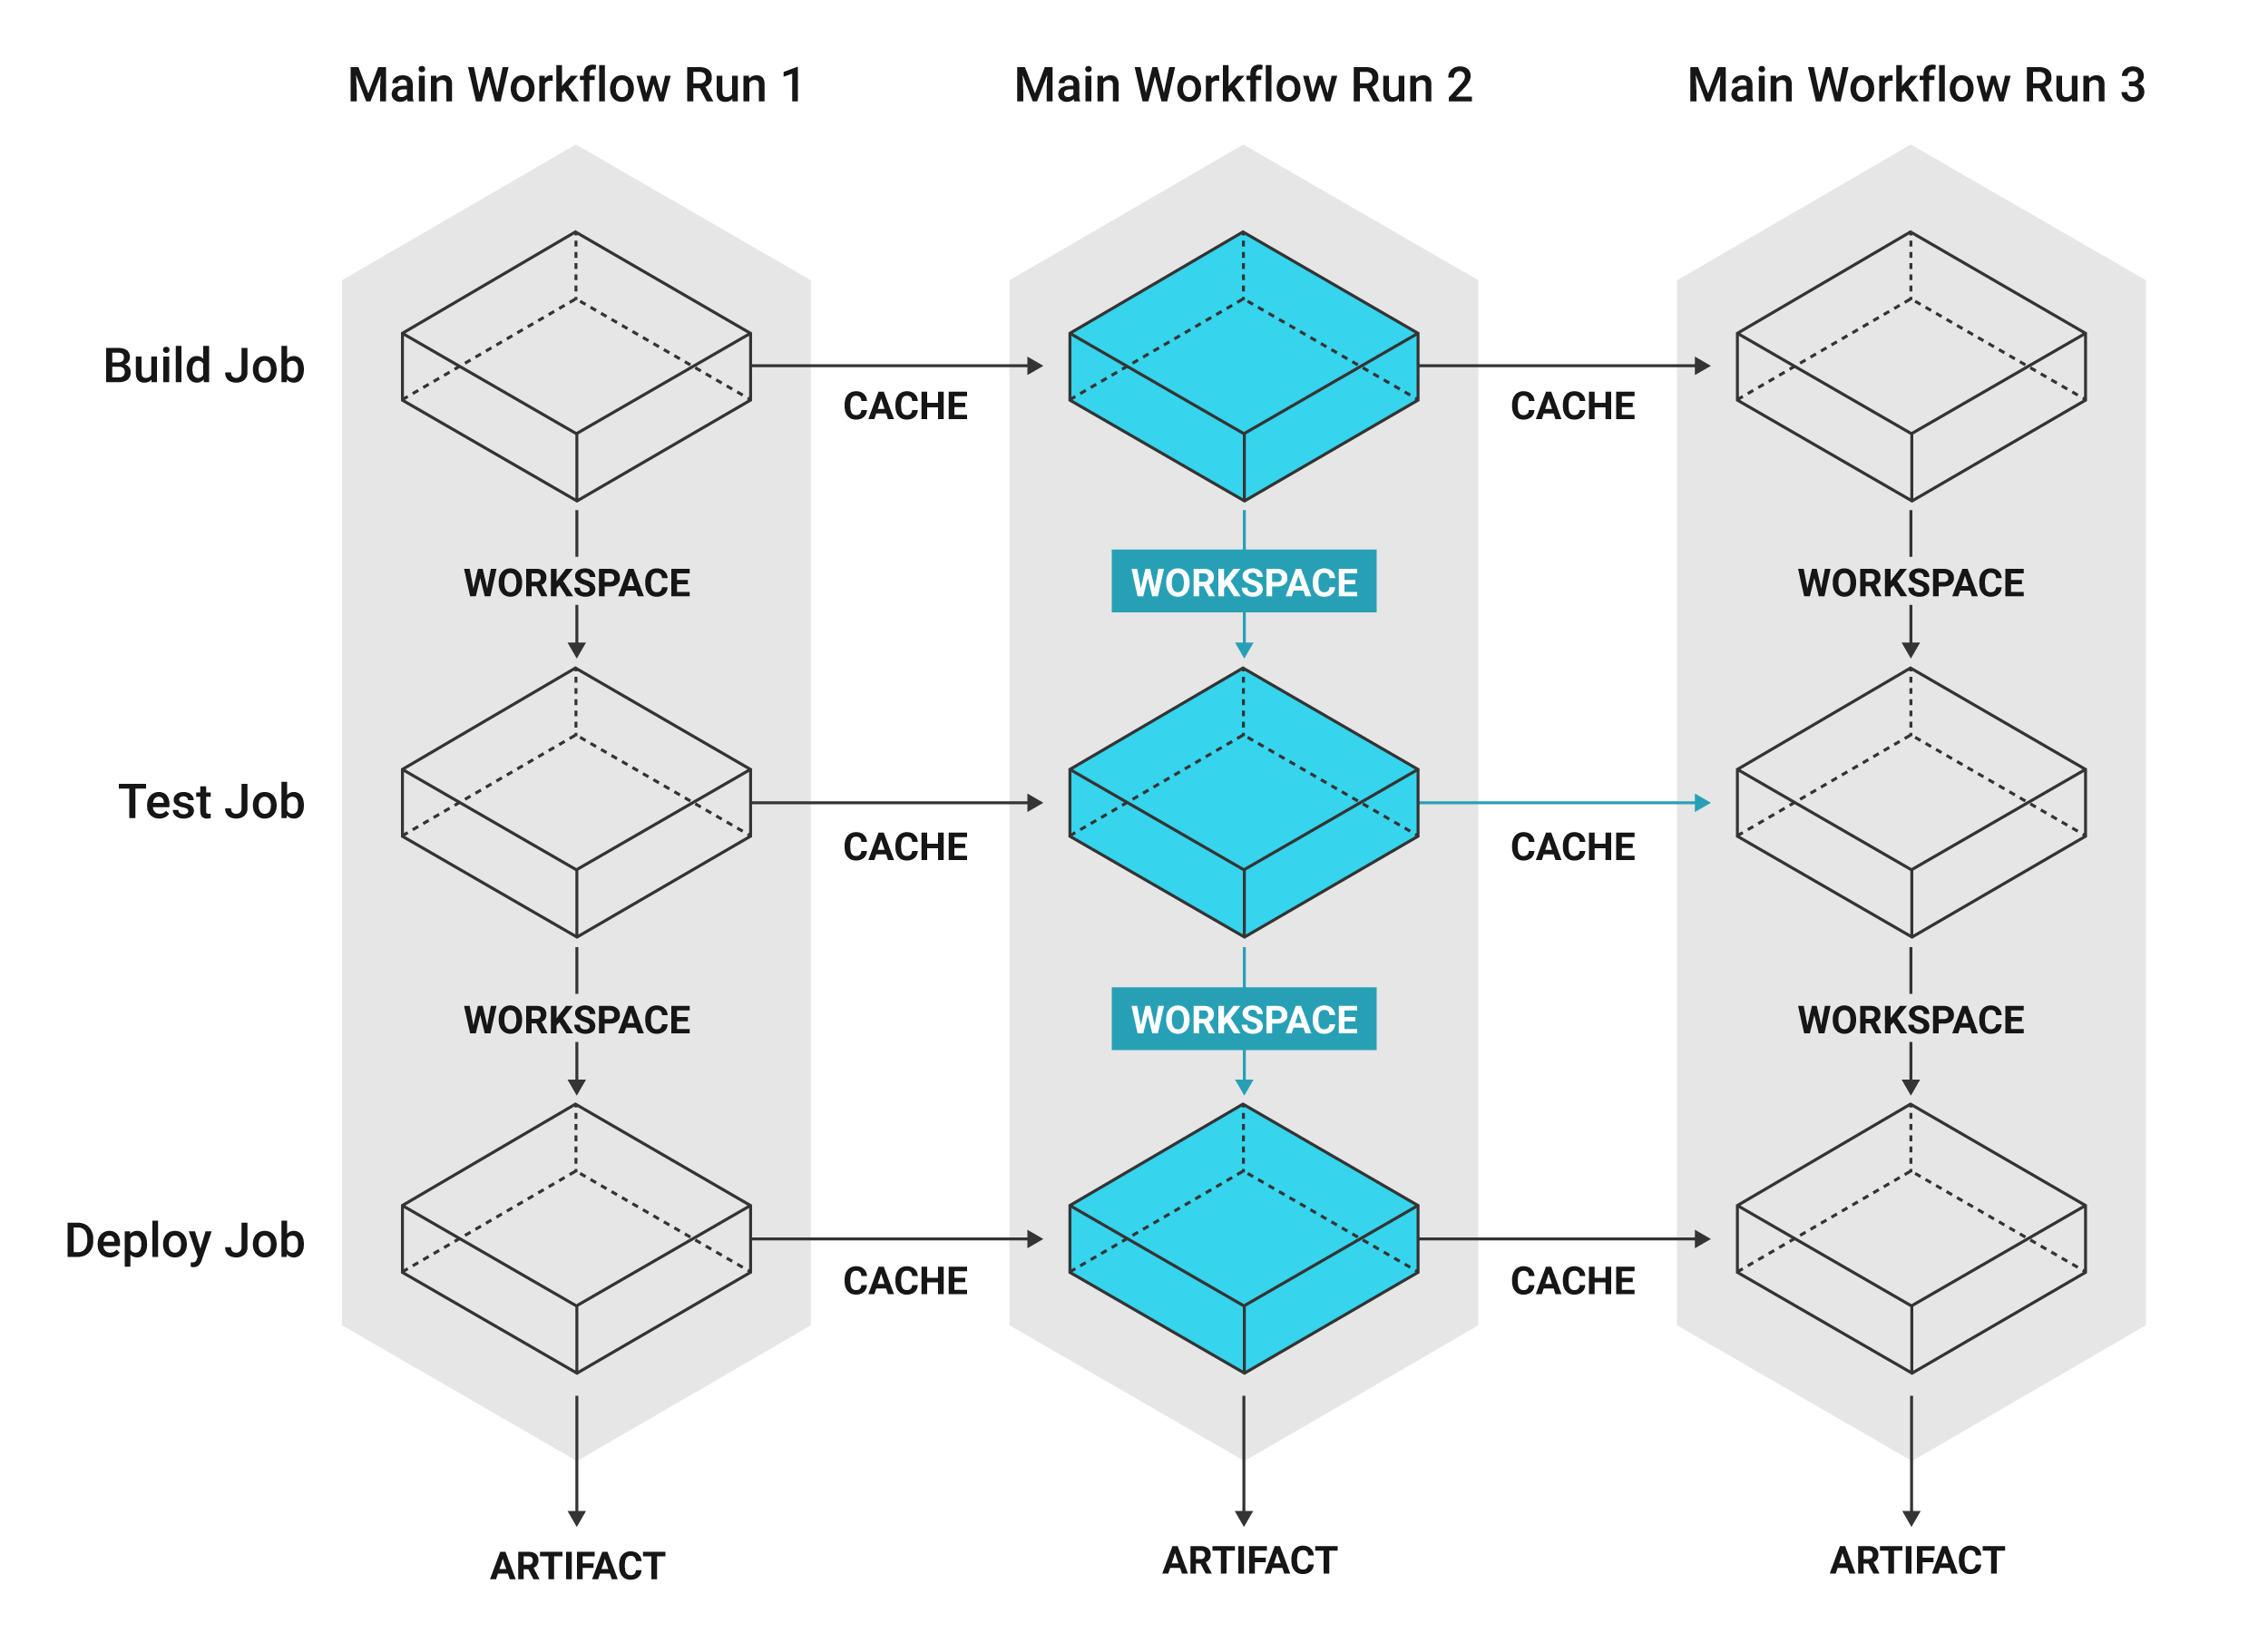 Main Workflow Run 1
Main Workflow Run 2
Main Workflow Run 3
Build Job
CACHE
CACHE
WORKSPACE
WORKSPACE
WORKSPACE
Test Job
CACHE
CACHE
WORKSPACE
WORKSPACE
WORKSPACE
Deploy Job
CACHE
CACHE
ARTIFACT
ARTIFACT
ARTIFACT